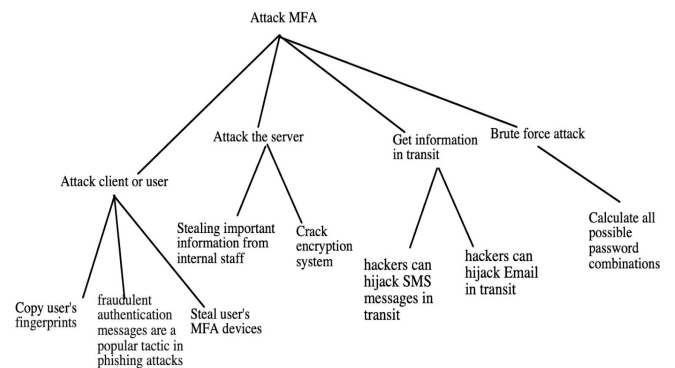 Attack MFA
Attack the server
Get information
in transit
Brute force attack
Attack client or user
Stealing important
information from
internal staff
Crack
encryption
system
hackers can
hijack SMS
messages in
transit
hackers can
hijack Email
in transit
Calculate all
possible
password
combinations
Copy user's
fingerprints
fraudulent
authentication
messages are a
popular tactic in
phishing attacks
Steal user's
MFA devices